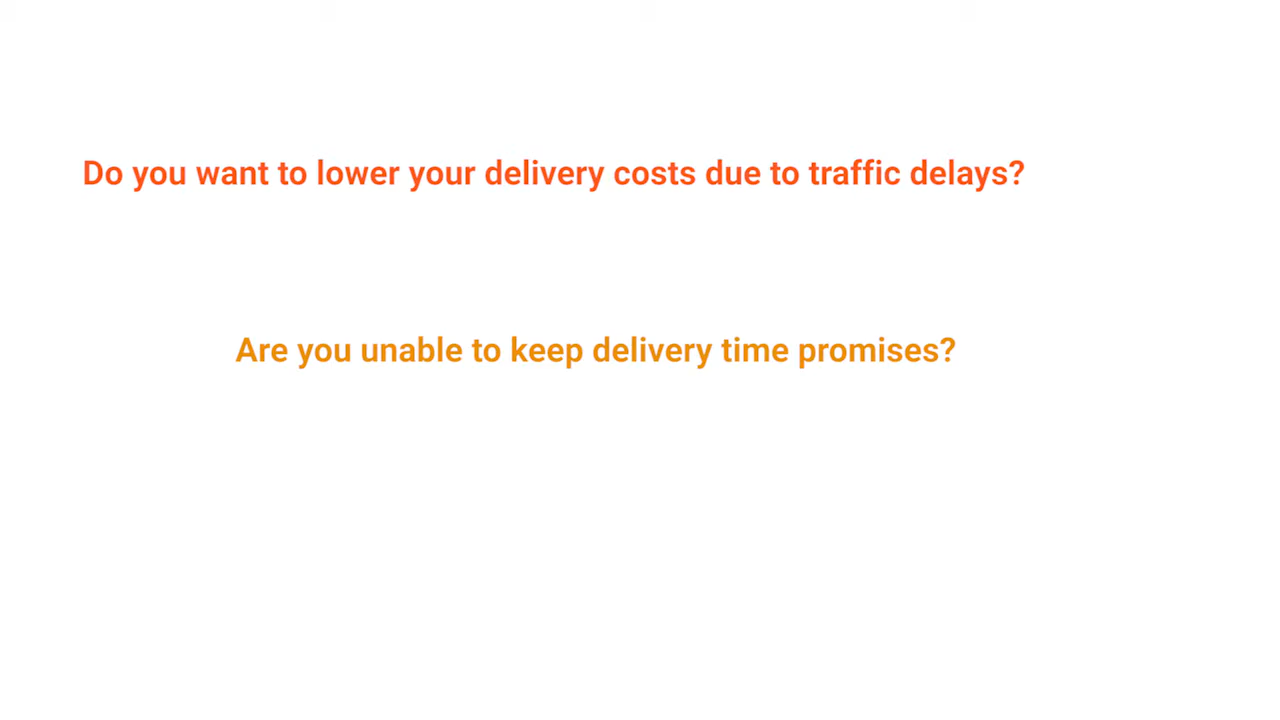 Do you want to lower your delivery costs due to traffic delays?
Are you unable to keep delivery time promises?